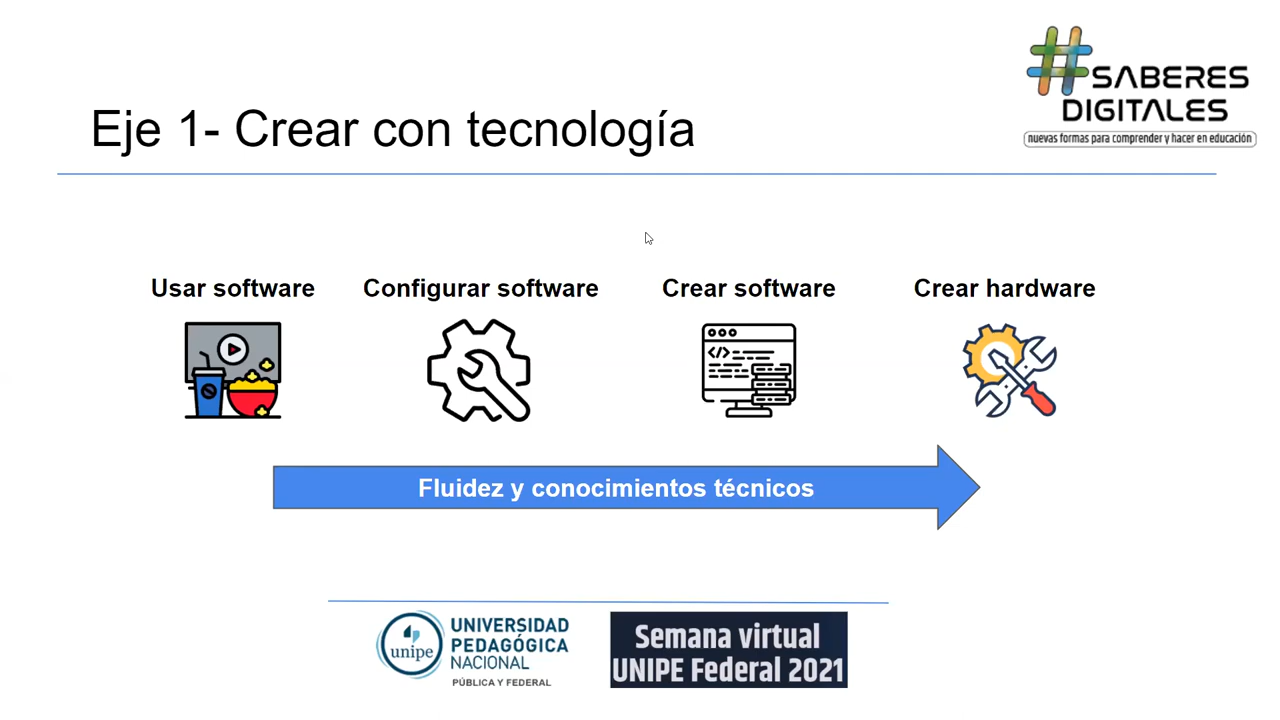 #SABERES
DIGITALES
nuevas formas para comprender y hacer en educación
Eje 1- Crear con tecnología
Usar software
Configurar software
Crear software
Crear hardware
Fluidez y conocimientos técnicos
unipe
UNIVERSIDAD
PEDAGÓGICA
NACIONAL
PÚBLICA Y FEDERAL
Semana virtual
UNIPE Federal 2021